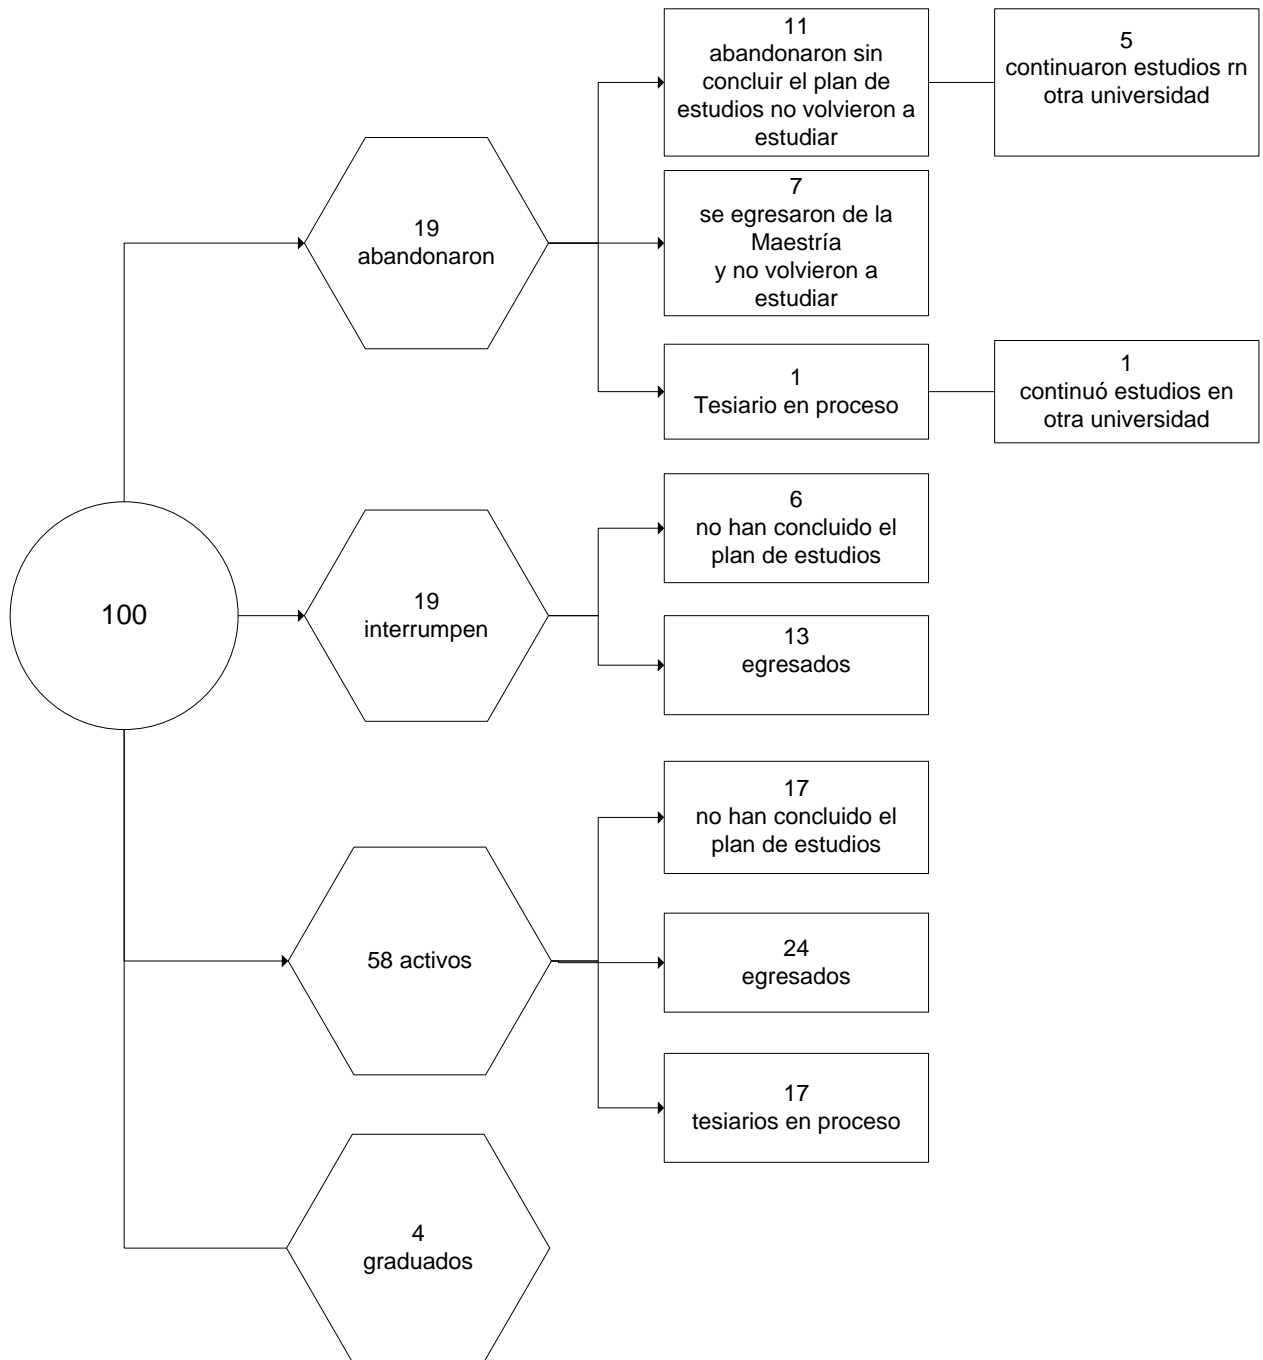 11
abandonaron sin
concluir el plan de
estudios no volvieron a
estudiar
5
continuaron estudios rn
otra universidad
19
abandonaron
7
se egresaron de la
Maestría
y no volvieron a
estudiar
1
Tesiario en proceso
1
continuó estudios en
otra universidad
100
19
interrumpen
6
no han concluido el
plan de estudios
13
egresados
58 activos
17
no han concluido el
plan de estudios
24
egresados
17
tesiarios en proceso
4
graduados